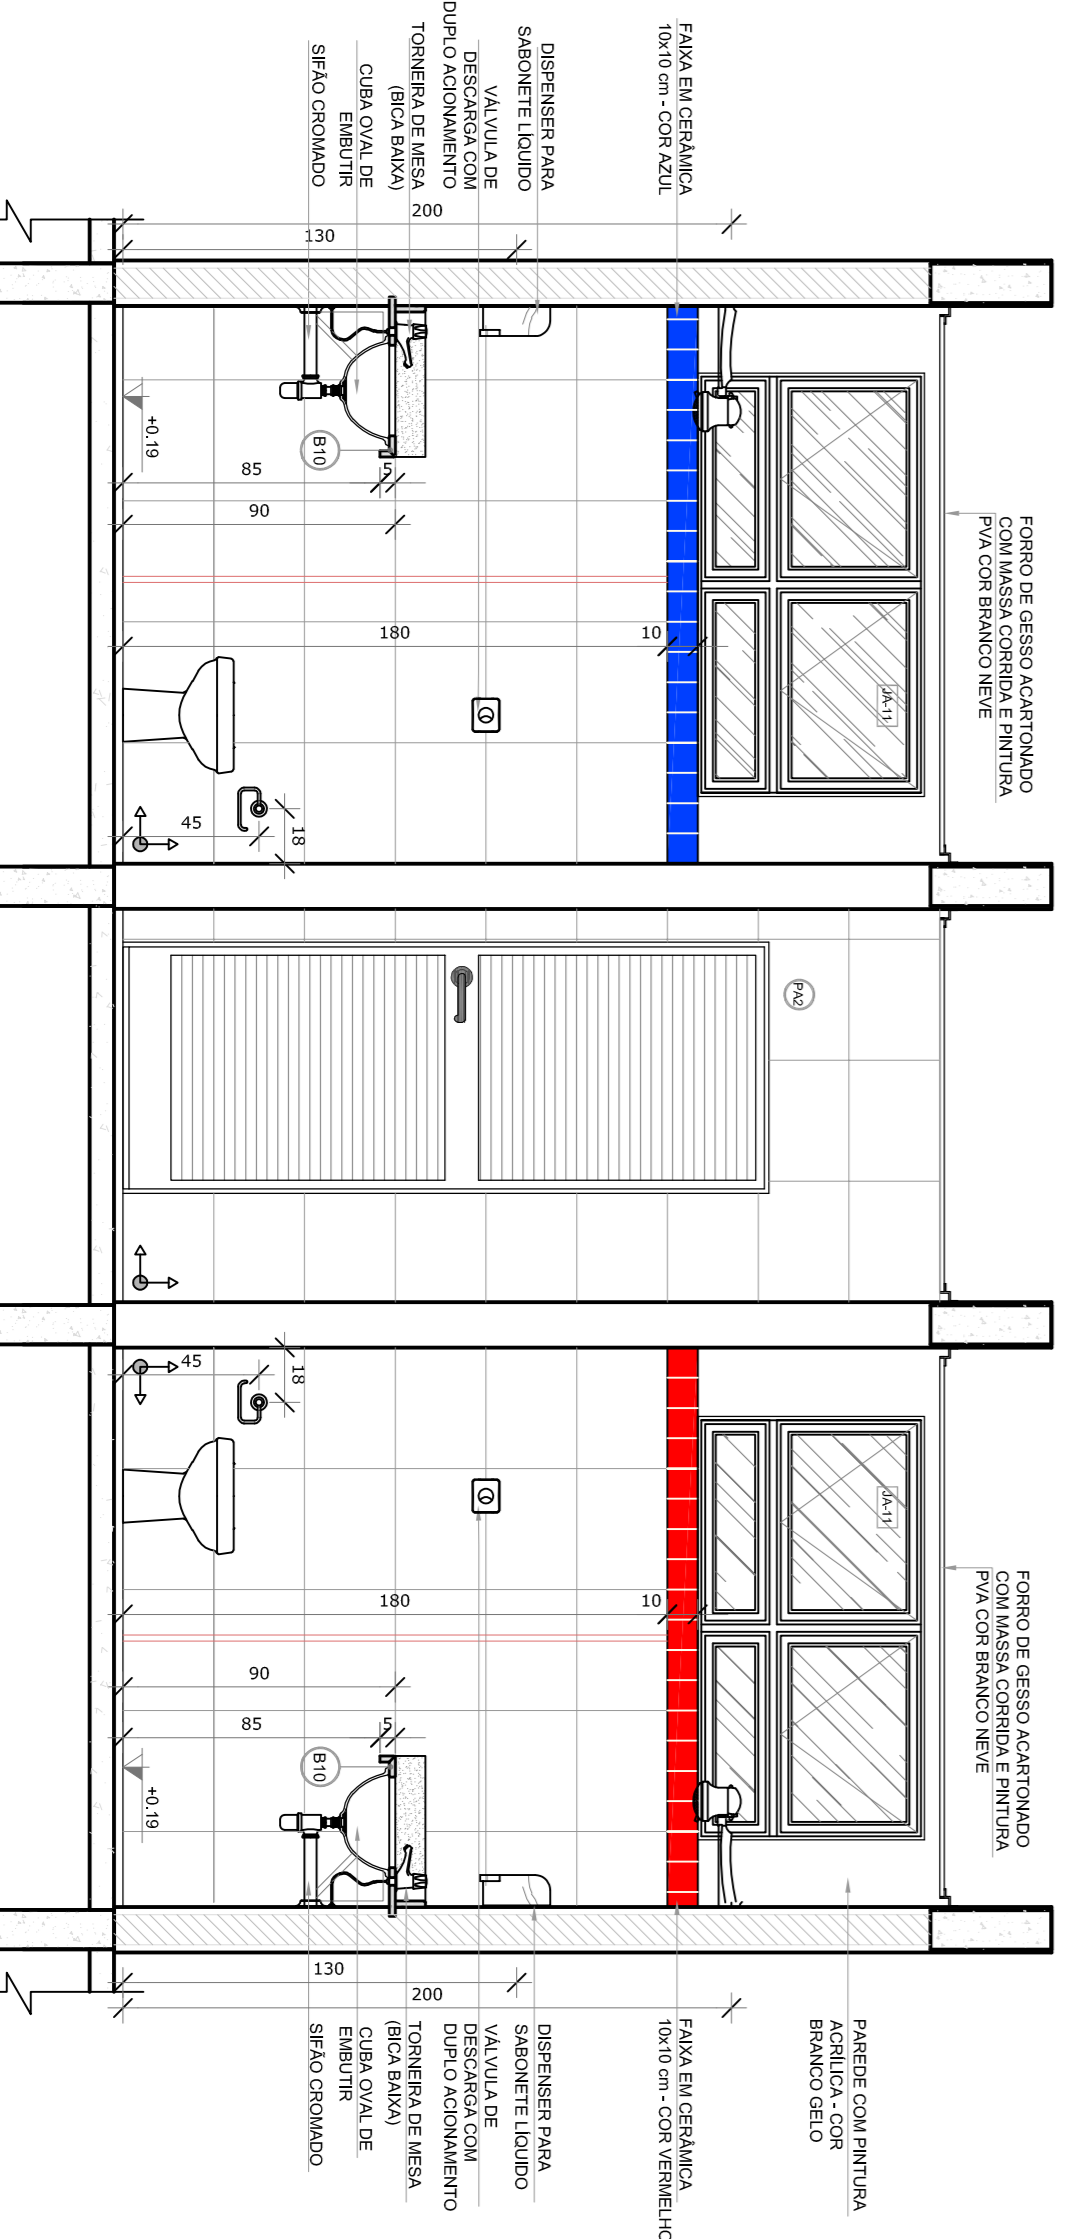 FORRO DE GESSO ACARTONADO
COM MASSA CORRIDA E PINTURA
PVA COR BRANCO NEVE
FORRO DE GESSO ACARTONADO
COM MASSA CORRIDA E PINTURA
PVA COR BRANCO NEVE
PAREDE COM PINTURA
ACRÍLICA - COR
BRANCO GELO
FAIXA EM CERÂMICA
10x10 cm - COR AZUL
DISPENSER PARA
SABONETE LÍQUIDO
VÁLVULA DE
DESCARGA COM
DUPLO ACIONAMENTO
TORNEIRA DE MESA
(BICA BAIXA)
CUBA OVAL DE
EMBUTIR
SIFÃO CROMADO
200
130
JA-11
B10
+0.19
85
5
90
180
10
45
18
PA2
JA-11
45
18
180
10
90
85
5
B10
+0.19
130
200
FAIXA EM CERÂMICA
10x10 cm - COR VERMELHO
DISPENSER PARA
SABONETE LÍQUIDO
VÁLVULA DE
DESCARGA COM
DUPLO ACIONAMENTO
TORNEIRA DE MESA
(BICA BAIXA)
CUBA OVAL DE
EMBUTIR
SIFÃO CROMADO